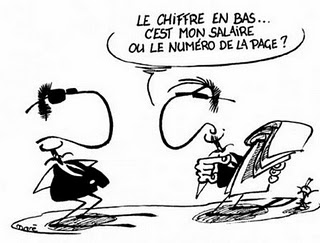 LE CHIFFRE EN BAS...
C'EST MON SALAIRE
OU LE NUMÉRO DE LA PAGE ?